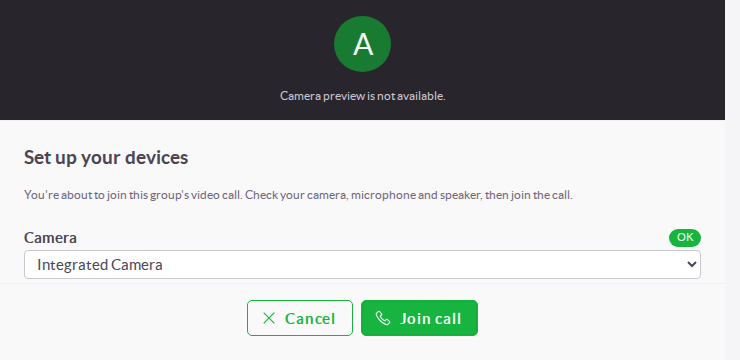 A
Camera preview is not available.
Set up your devices
You're about to join this group's video call. Check your camera, microphone and speaker, then join the call.
Camera
OK
Integrated Camera
Cancel
Join call